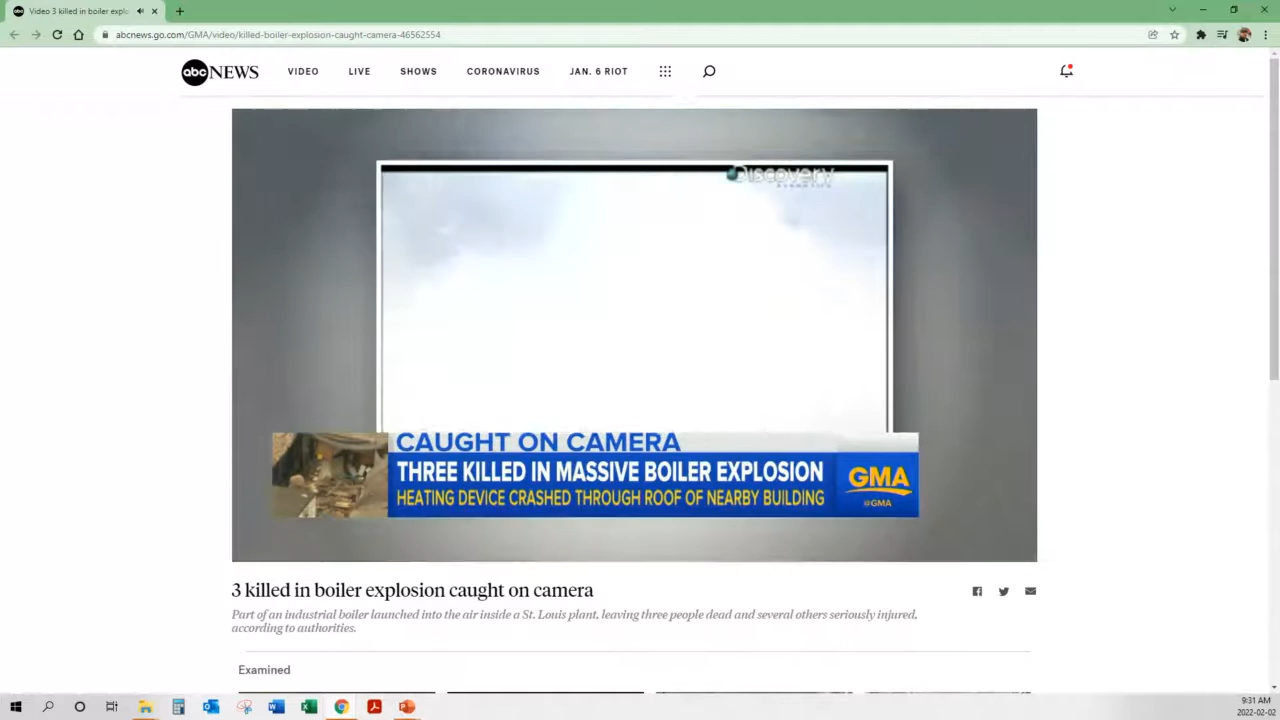 Video 3 killed in boiler explo
abcnews.go.com/GMA/video/killed-boiler-explosion-caught-camera-46562554
abc NEWS VIDEO LIVE SHOWS CORONAVIRUS JAN. 6 RIOT
Discovery
CAUGHT ON CAMERA
THREE KILLED IN MASSIVE BOILER EXPLOSION
HEATING DEVICE CRASHED THROUGH ROOF OF NEARBY BUILDING
GMA
@GMA
3 killed in boiler explosion caught on camera
Part of an industrial boiler launched into the air inside a St. Louis plant, leaving three people dead and several others seriously injured,
according to authorities.
Examined
9:31 AM
2022-02-02